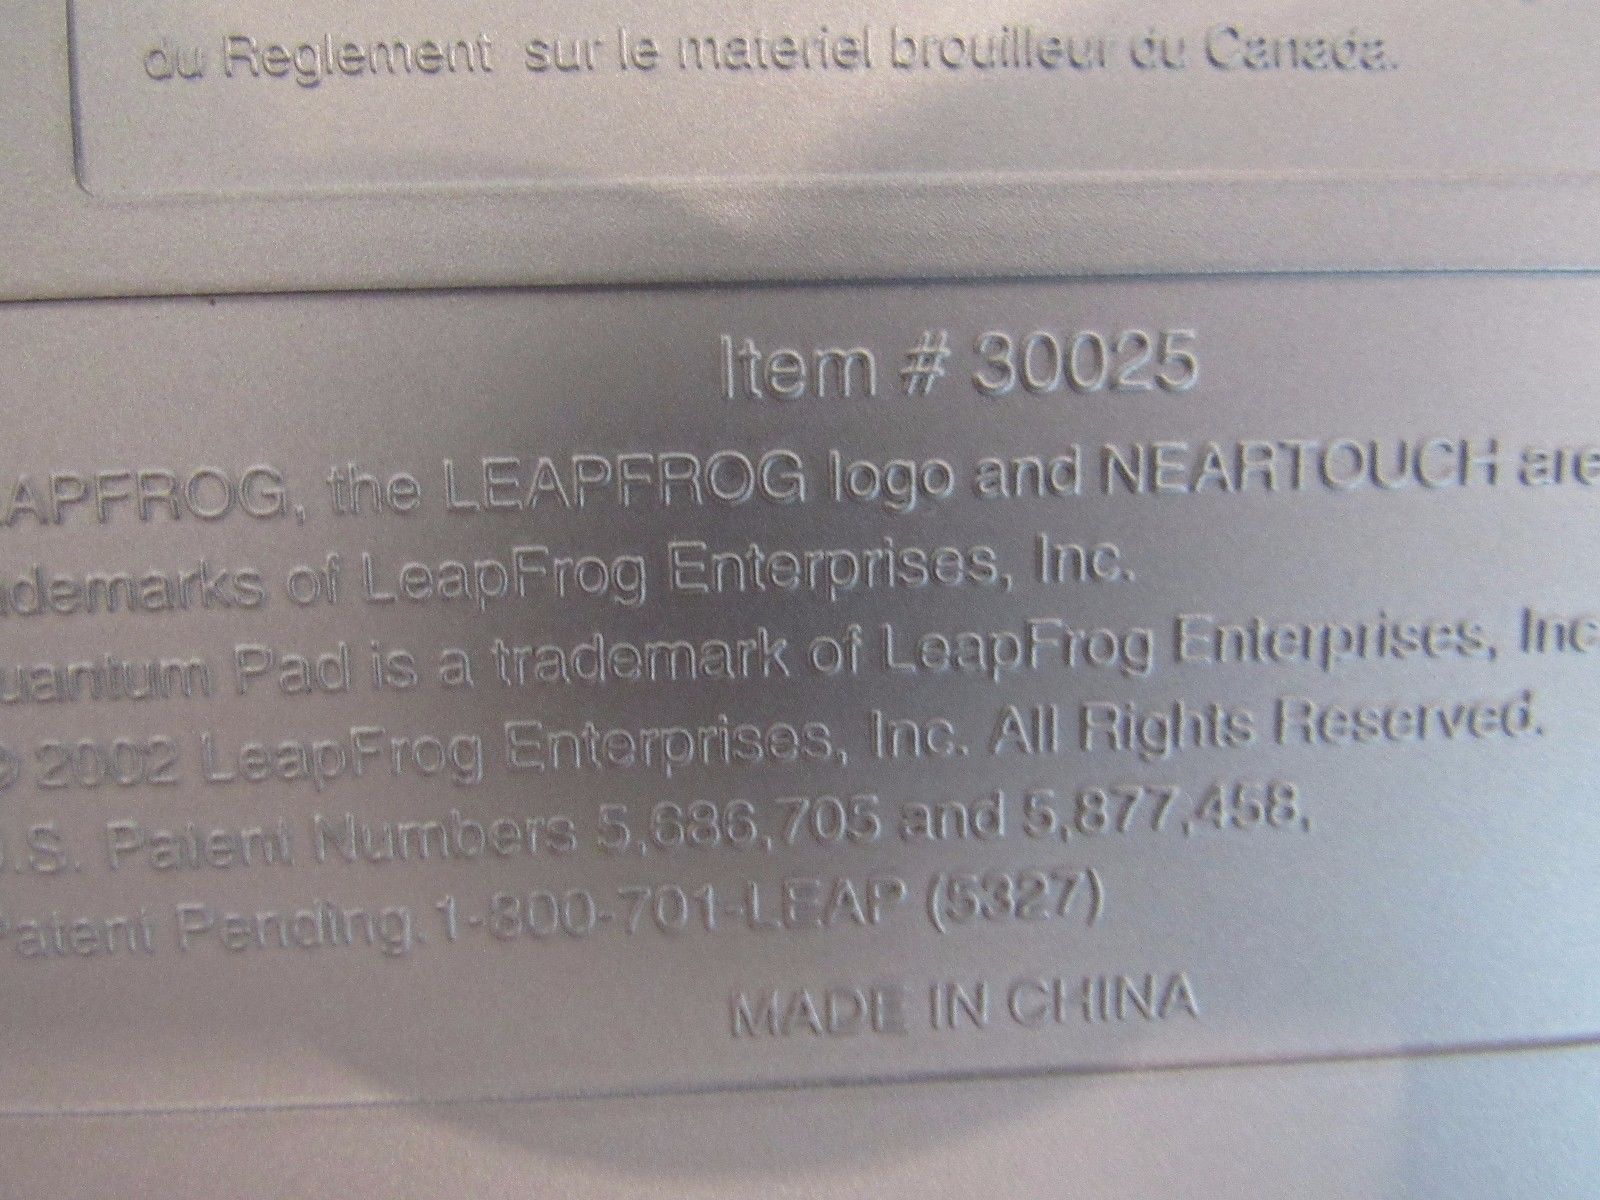 du Reglement sur le materiel brouilleur du Canada.
Item # 30025
EAPFROG, the LEAPFROG logo and NEARTOUCH are
ademarks of LeapFrog Enterprises, Inc.
uantum Pad is a trademark of LeapFrog Enterprises, Inc
© 2002 LeapFrog Enterprises, Inc. All Rights Reserved.
U.S. Patent Numbers 5,686,705 and 5,877,458,
Patent Pending. 1-800-701-LEAP (5327)
MADE IN CHINA